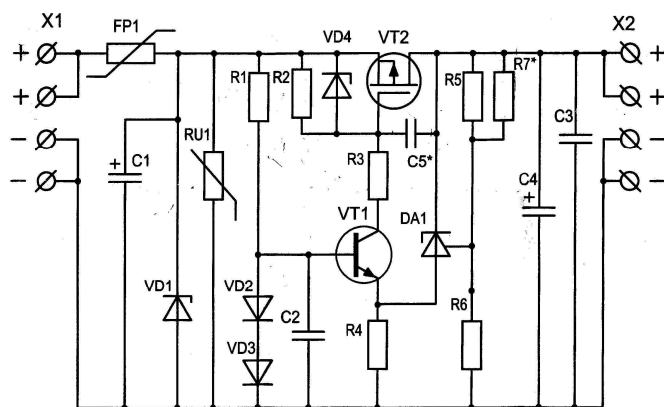 X1
FP1
VD4
VT2
X2
+
+
−
−
R1
R2
R5
R7*
+
+
−
−
+
C1
RU1
R3
C5*
C3
VT1
DA1
C4
+
VD1
VD2
C2
R4
R6
VD3